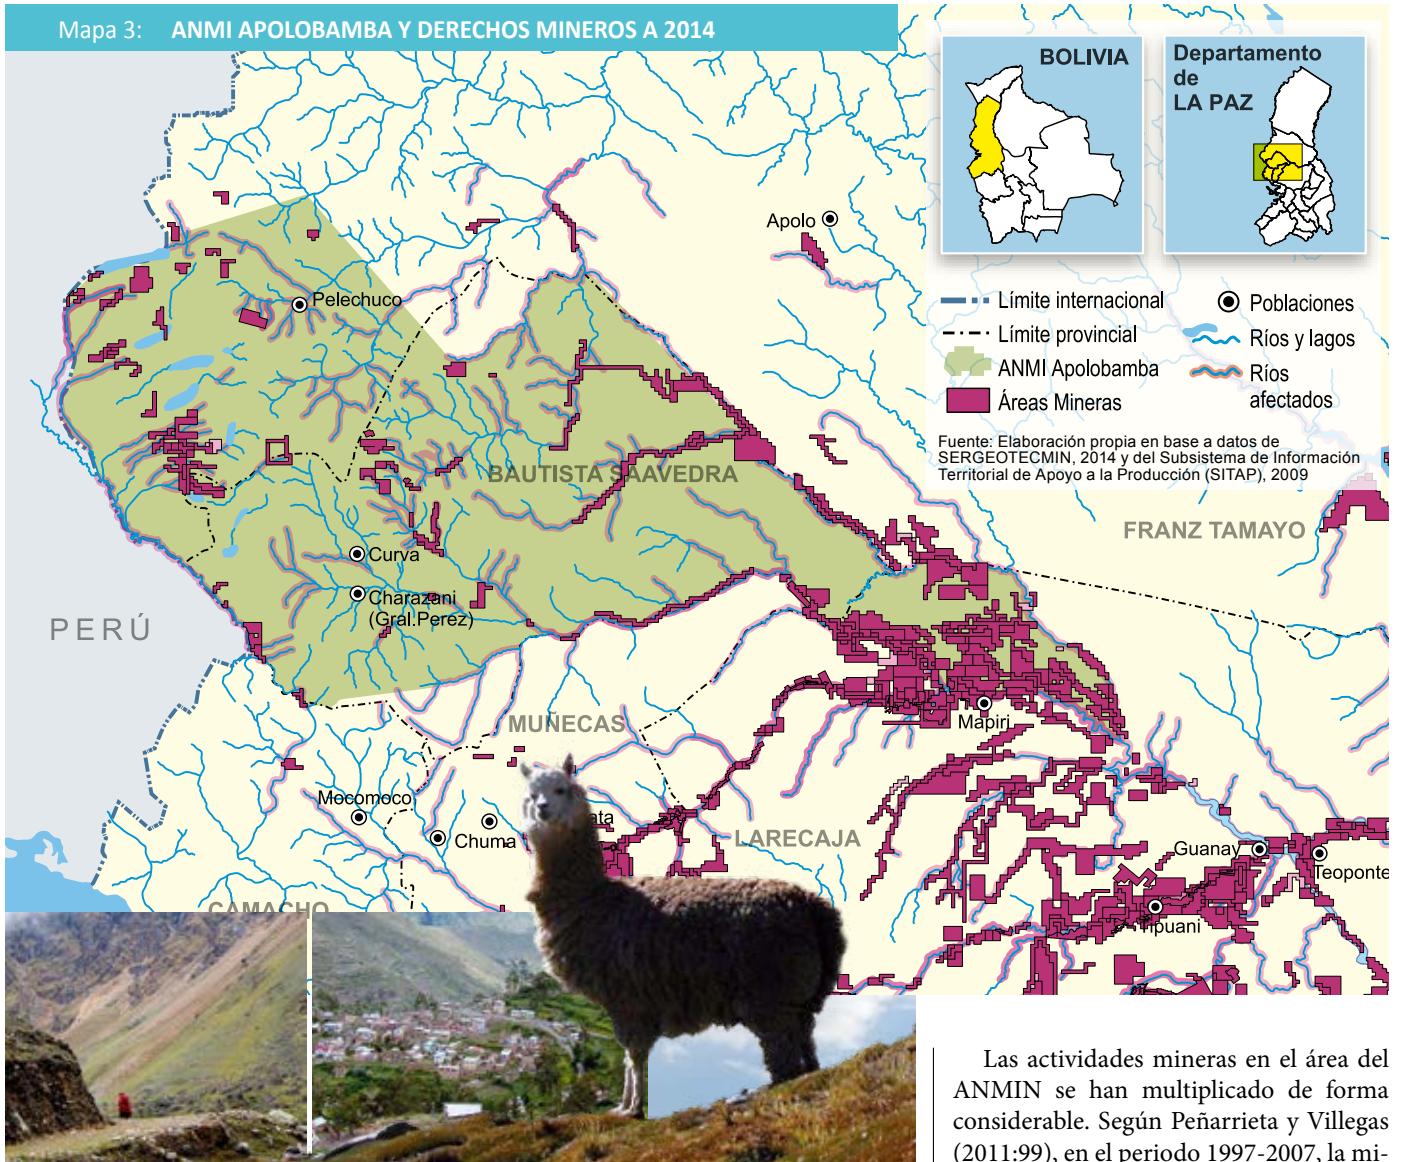 Mapa 3: ANMI APOLOBAMBA Y DERECHOS MINEROS A 2014
BOLIVIA
Departamento
de
LA PAZ
Apolo
Pelechuco
Límite internacional
Límite provincial
ANMI Apolobamba
Áreas Mineras
Poblaciones
Ríos y lagos
Ríos
afectados
Fuente: Elaboración propia en base a datos de
SERGEOTECMIN, 2014 y del Subsistema de Información
Territorial de Apoyo a la Producción (SITAP), 2009
BAUTISTA SAAVEDRA
FRANZ TAMAYO
Curva
Charazani
(Gral.Perez)
PERÚ
MUÑECAS
Mapiri
Mocomoco
Chuma
ata
LARECAJA
Guanay
Teoponte
CAMACHO
Tipuani
Las actividades mineras en el área del
ANMIN se han multiplicado de forma
considerable. Según Peñarrieta y Villegas
(2011:99), en el periodo 1997-2007, la mi-